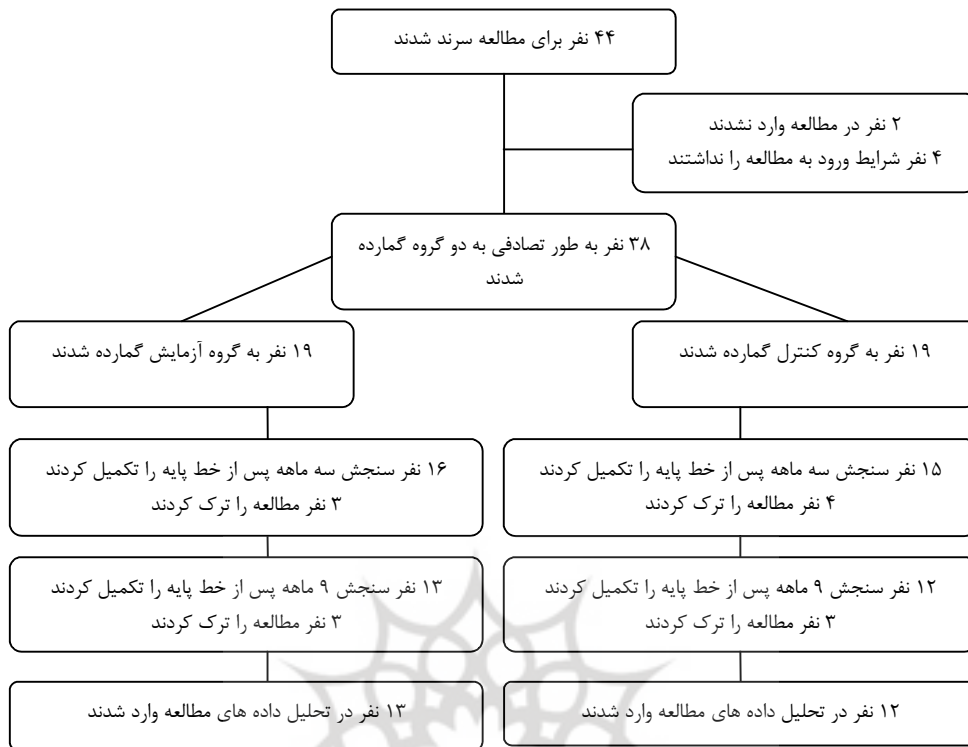 ۴۴ نفر برای مطالعه سرند شدند
۲ نفر در مطالعه وارد نشدند
۴ نفر شرایط ورود به مطالعه را نداشتند
۳۸ نفر به طور تصادفی به دو گروه گمارده
شدند
۱۹ نفر به گروه کنترل گمارده شدند
۱۹ نفر به گروه آزمایش گمارده شدند
۱۵ نفر سنجش سه ماهه پس از خط پایه را تکمیل کردند
۴ نفر مطالعه را ترک کردند
۱۶ نفر سنجش سه ماهه پس از خط پایه را تکمیل کردند
۳ نفر مطالعه را ترک کردند
۱۲ نفر سنجش ۹ ماهه پس از خط پایه را تکمیل کردند
۳ نفر مطالعه را ترک کردند
۱۳ نفر سنجش ۹ ماهه پس از خط پایه را تکمیل کردند
۳ نفر مطالعه را ترک کردند
۱۲ نفر در تحلیل داده های مطالعه وارد شدند
۱۳ نفر در تحلیل داده های مطالعه وارد شدند